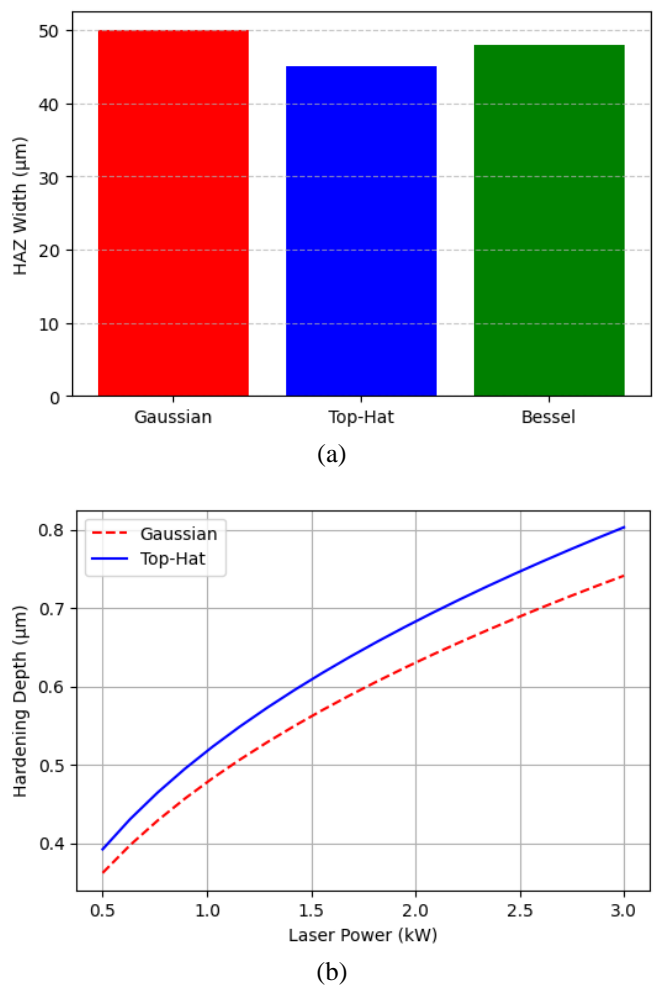 50
40
30
20
10
0
HAZ Width (μm)
Gaussian Top-Hat Bessel
(a)
Gaussian
Top-Hat
0.8
0.7
0.6
0.5
0.4
Hardening Depth (μm)
0.5 1.0 1.5 2.0 2.5 3.0
Laser Power (kW)
(b)